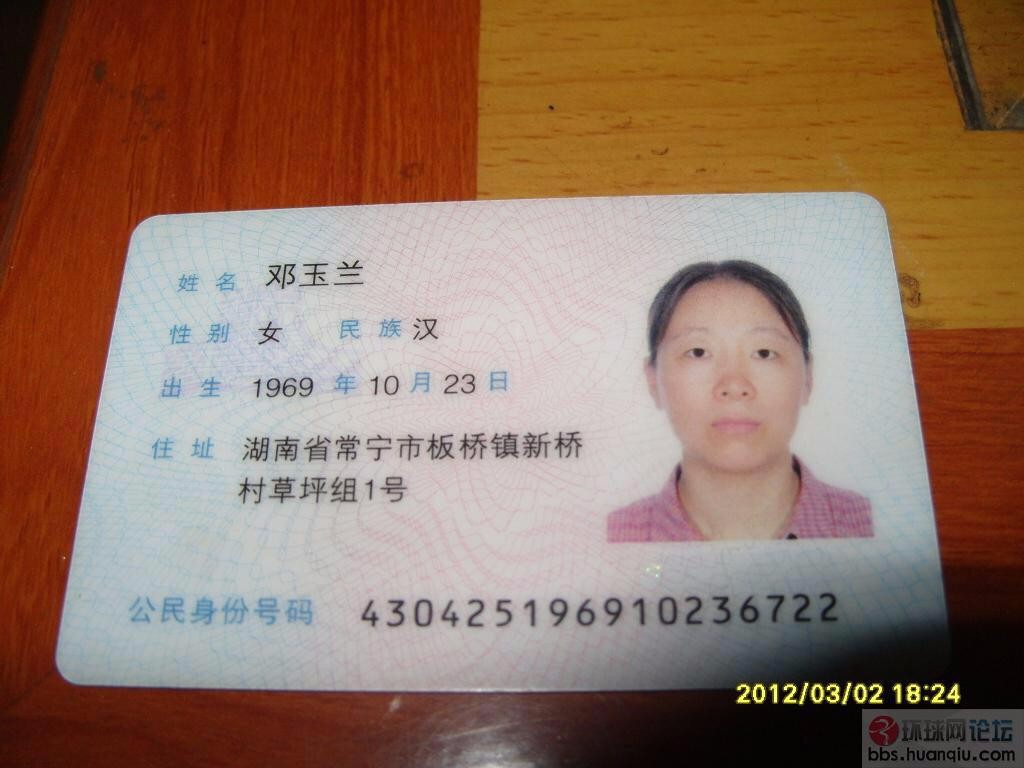 姓名 邓玉兰
性别 女 民族 汉
出生 1969 年 10 月 23 日
住址 湖南省常宁市板桥镇新桥
村草坪组1号
公民身份号码 430425196910236722
2012/03/02 18:24
环球网论坛
bbs.huanqiu.com